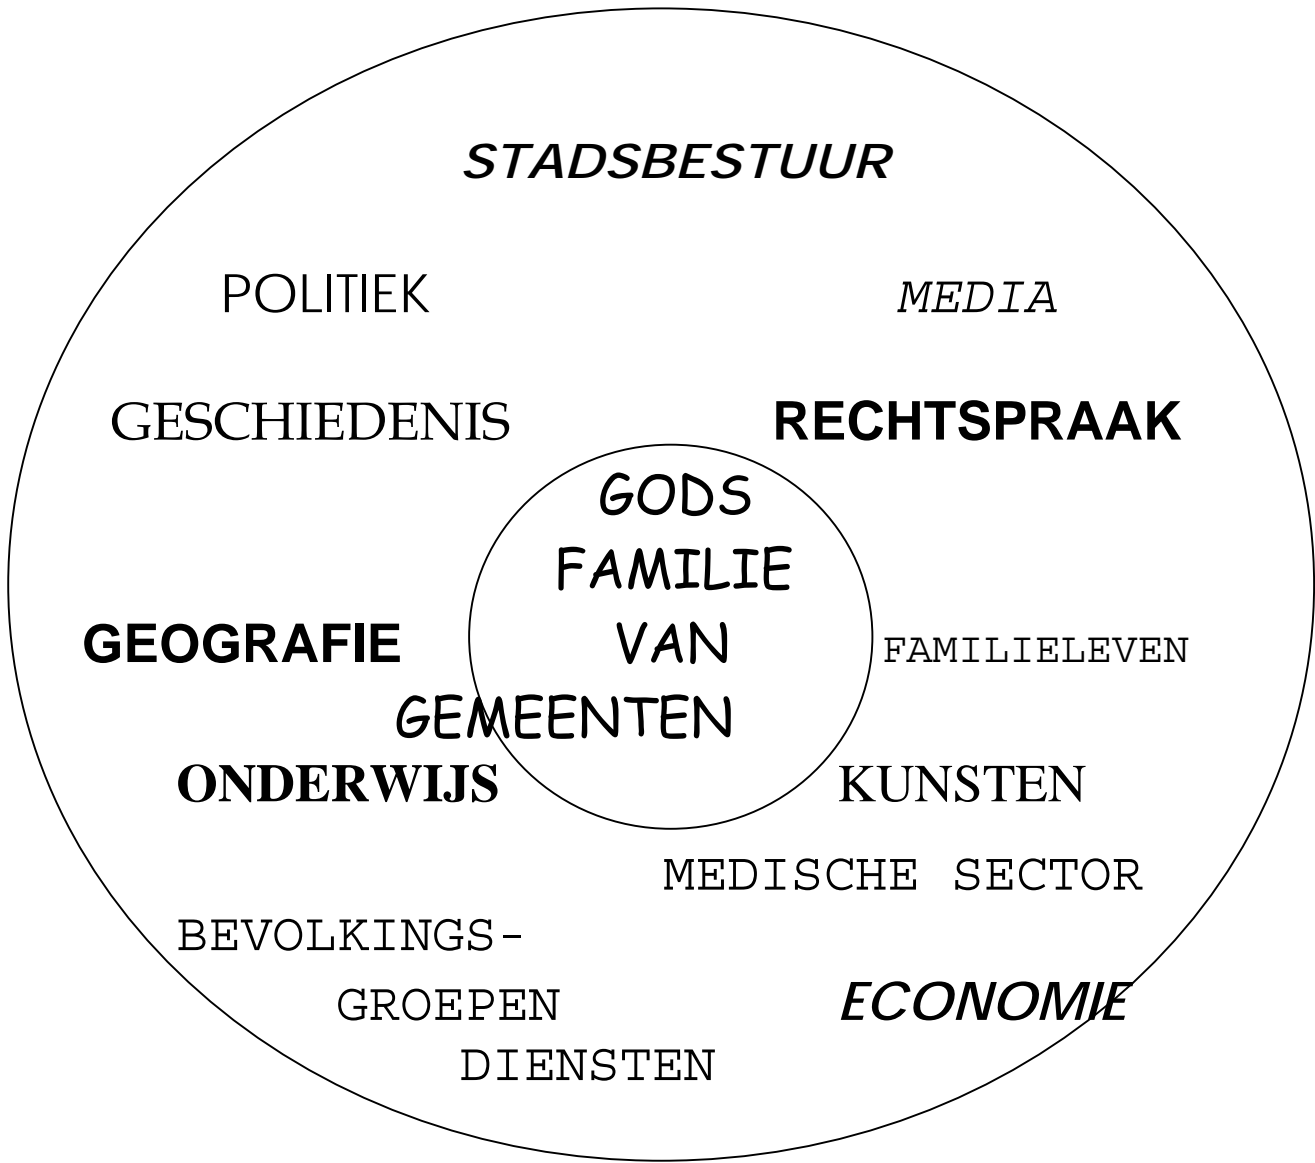 STADSBESTUUR
POLITIEK
MEDIA
GESCHIEDENIS
RECHTSPRAAK
GODS
FAMILIE
VAN
GEMEENTEN
GEOGRAFIE
FAMILIELEVEN
ONDERWIJS
KUNSTEN
MEDISCHE SECTOR
BEVOLKINGS-
GROEPEN
ECONOMIE
DIENSTEN